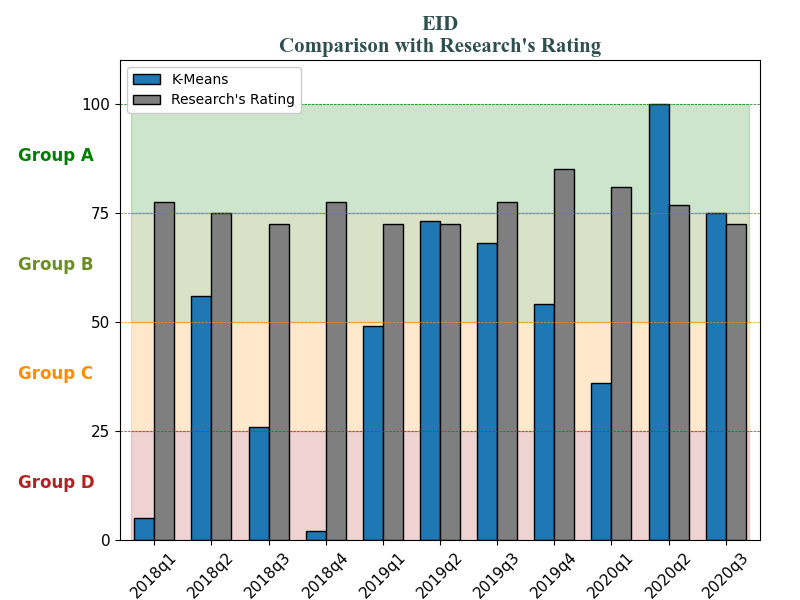 EID
Comparison with Research's Rating
K-Means
Research's Rating
100
Group A
75
Group B
50
Group C
25
Group D
0
2018q1
2018q2
2018q3
2018q4
2019q1
2019q2
2019q3
2019q4
2020q1
2020q2
2020q3